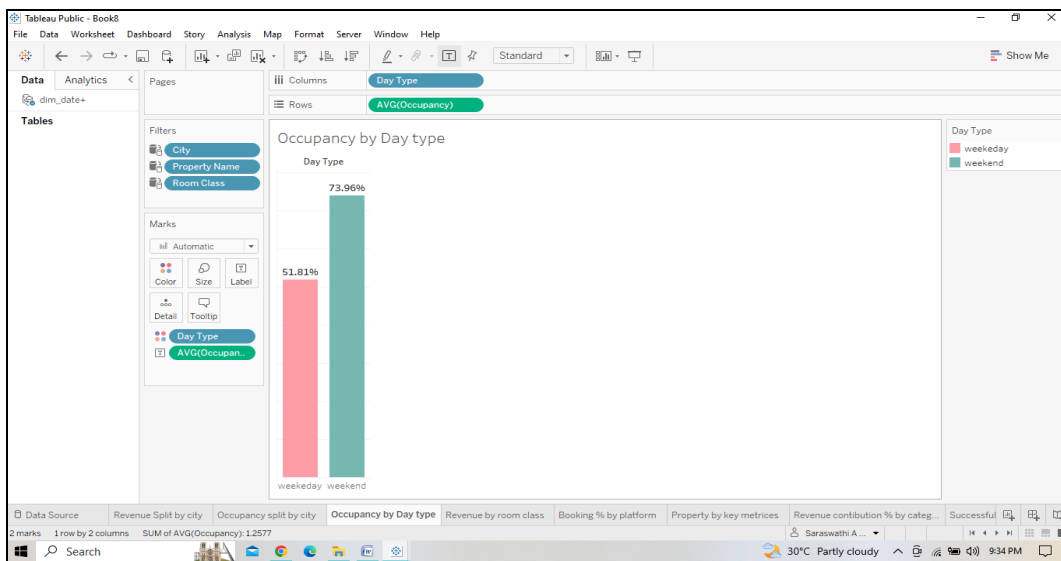 Tableau Public - Book8
File Data Worksheet Dashboard Story Analysis Map Format Server Window Help
Standard
Show Me
Data Analytics
Pages
Columns Day Type
dim_date+
Rows AVG(Occupancy)
Tables
Filters
City
Property Name
Room Class
Occupancy by Day type
Day Type
73.96%
51.81%
weekeday weekend
Day Type
weekeday
weekend
Marks
Automatic
Color Size Label
Detail Tooltip
Day Type
AVG(Occupan..
Data Source Revenue Split by city Occupancy split by city Occupancy by Day type Revenue by room class Booking % by platform Property by key metrices Revenue contibution % by categ... Successful
2 marks 1 row by 2 columns SUM of AVG(Occupancy): 1.2577 Saraswathi A ...
Search 30°C Partly cloudy 9:34 PM